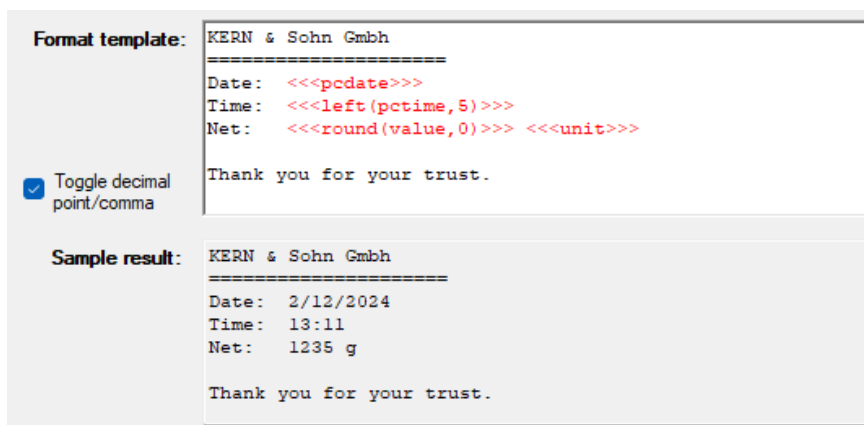 Format template:
KERN & Sohn Gmbh
======================
Date:  <<<pcdate>>>
Time:  <<<left(pctime,5)>>>
Net:   <<<round(value,0)>>> <<<unit>>>
Thank you for your trust.
Toggle decimal
point/comma
Sample result:
KERN & Sohn Gmbh
======================
Date:  2/12/2024
Time:  13:11
Net:   1235 g
Thank you for your trust.